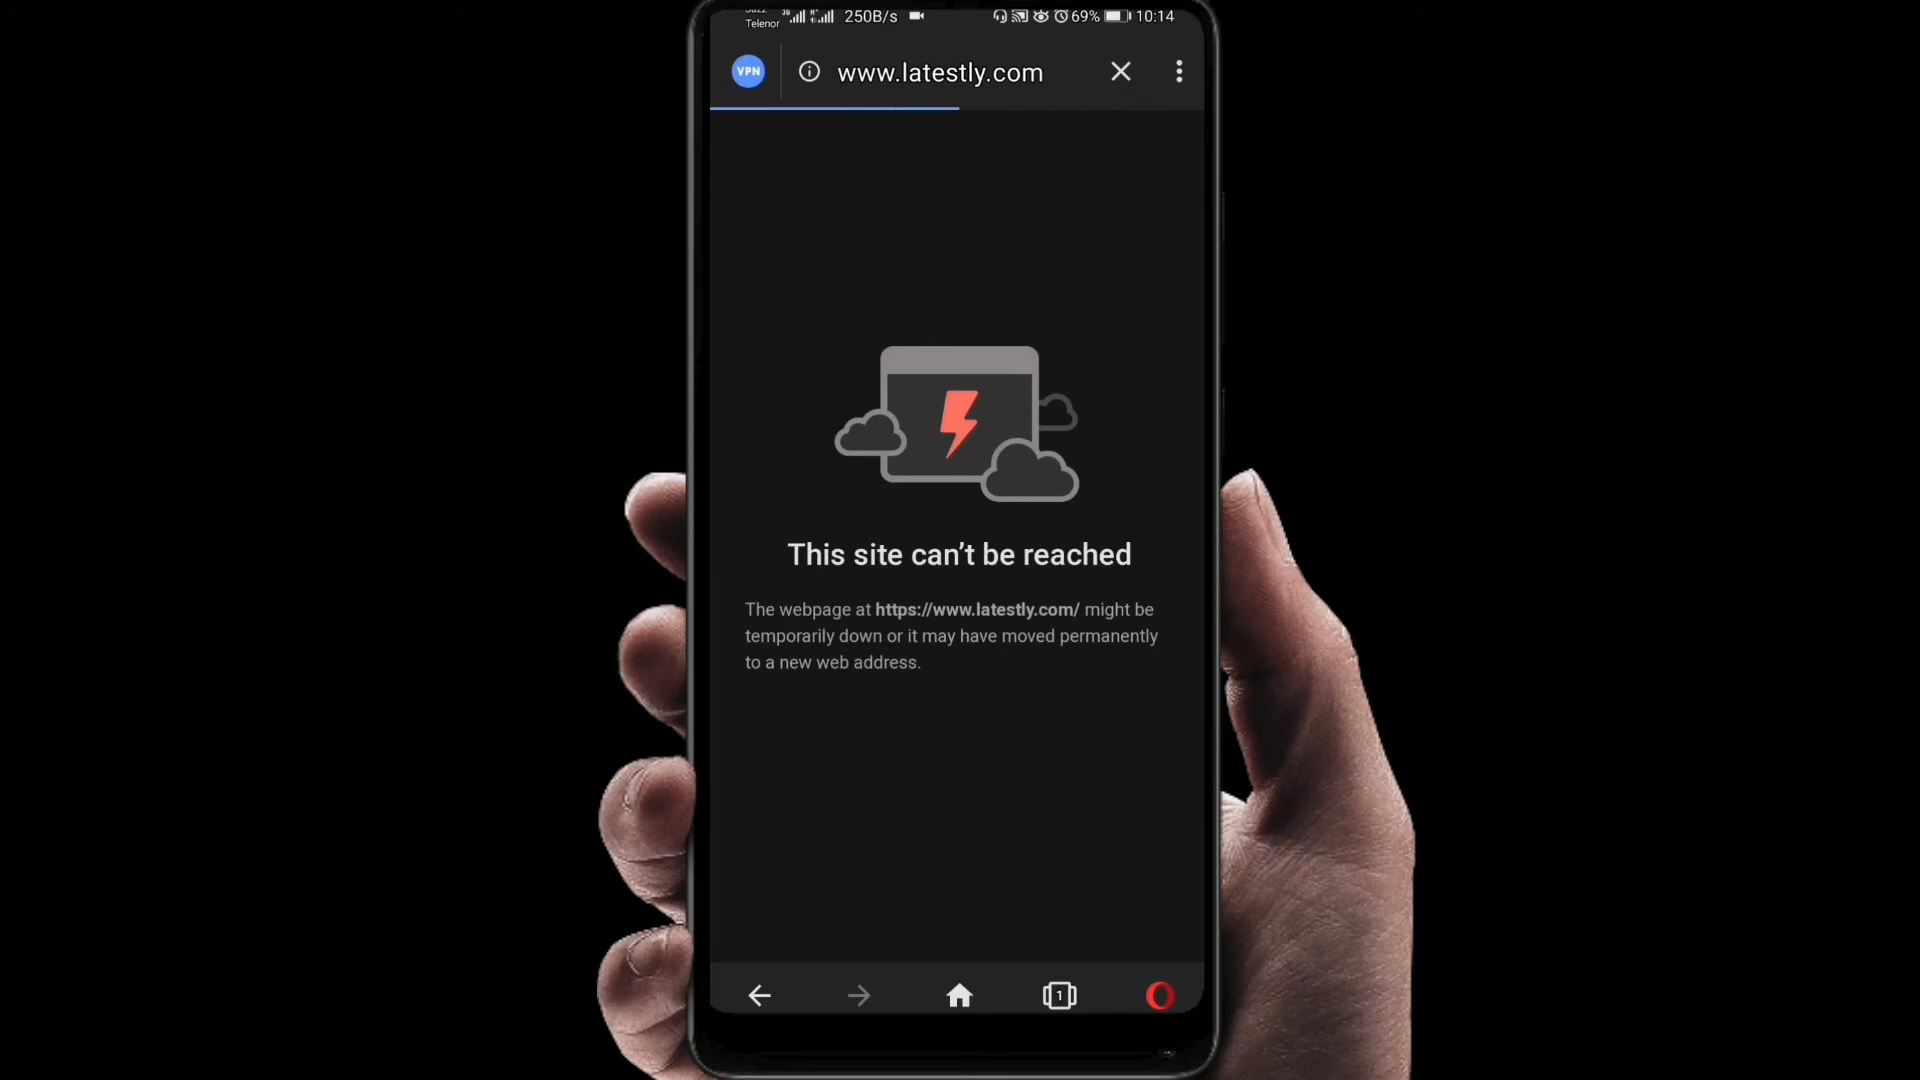 Telenor 250B/s 69% 10:14
VPN www.latestly.com
This site can’t be reached
The webpage at https://www.latestly.com/ might be
temporarily down or it may have moved permanently
to a new web address.
1